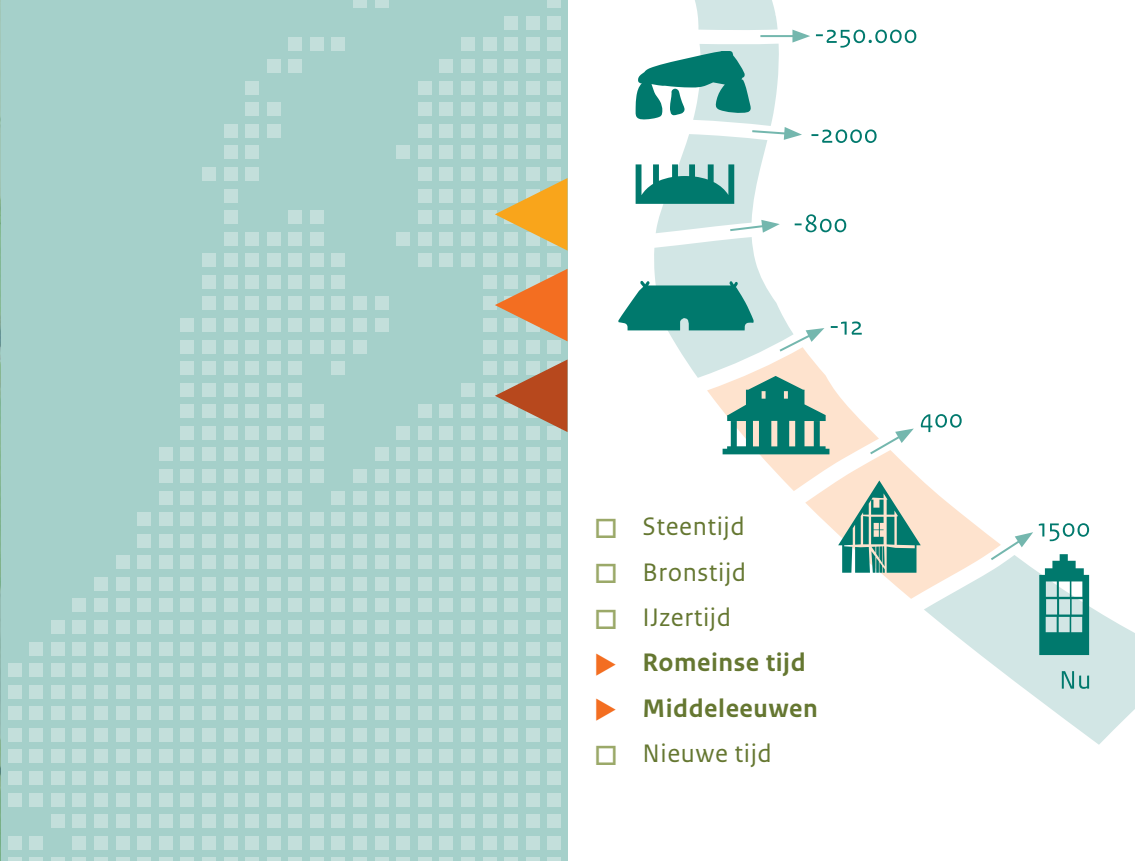 -250.000
-2000
-800
-12
400
1500
Nu
Steentijd
Bronstijd
IJzertijd
Romeinse tijd
Middeleeuwen
Nieuwe tijd